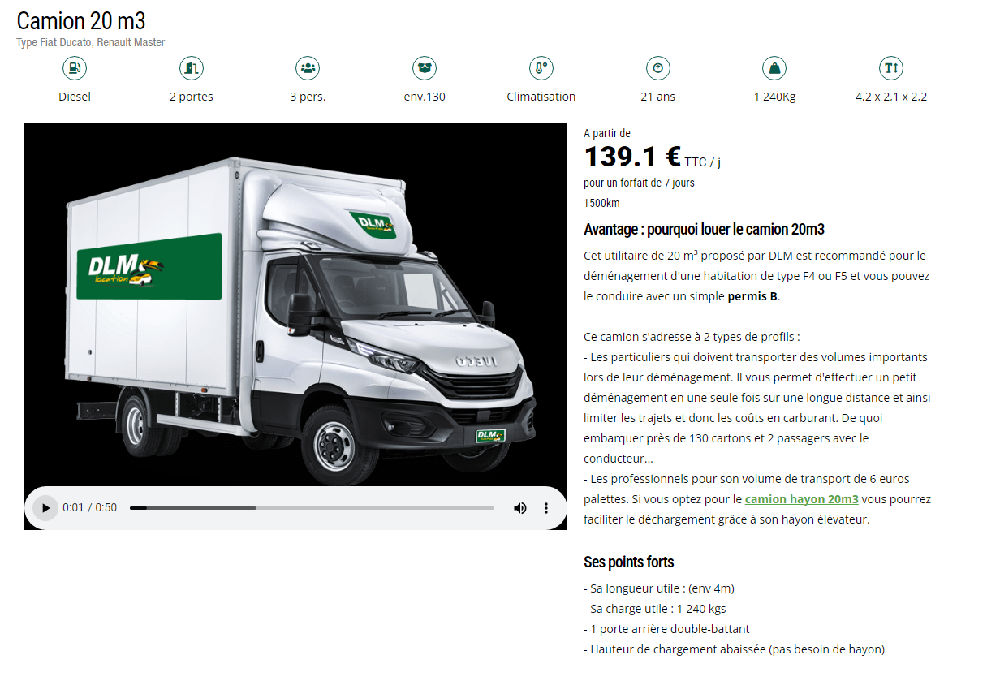 Camion 20 m3
Type Fiat Ducato, Renault Master
Diesel
2 portes
3 pers.
env.130
Climatisation
21 ans
1 240Kg
4,2 x 2,1 x 2,2
DLM
location
DLM
IVECO
DLM
0:01 / 0:50
A partir de
139.1 € TTC / j
pour un forfait de 7 jours
1500km
Avantage : pourquoi louer le camion 20m3
Cet utilitaire de 20 m³ proposé par DLM est recommandé pour le
déménagement d'une habitation de type F4 ou F5 et vous pouvez
le conduire avec un simple permis B.
Ce camion s'adresse à 2 types de profils :
- Les particuliers qui doivent transporter des volumes importants
lors de leur déménagement. Il vous permet d'effectuer un petit
déménagement en une seule fois sur une longue distance et ainsi
limiter les trajets et donc les coûts en carburant. De quoi
embarquer près de 130 cartons et 2 passagers avec le
conducteur...
- Les professionnels pour son volume de transport de 6 euros
palettes. Si vous optez pour le camion hayon 20m3 vous pourrez
faciliter le déchargement grâce à son hayon élévateur.
Ses points forts
- Sa longueur utile : (env 4m)
- Sa charge utile : 1 240 kgs
- 1 porte arrière double-battant
- Hauteur de chargement abaissée (pas besoin de hayon)